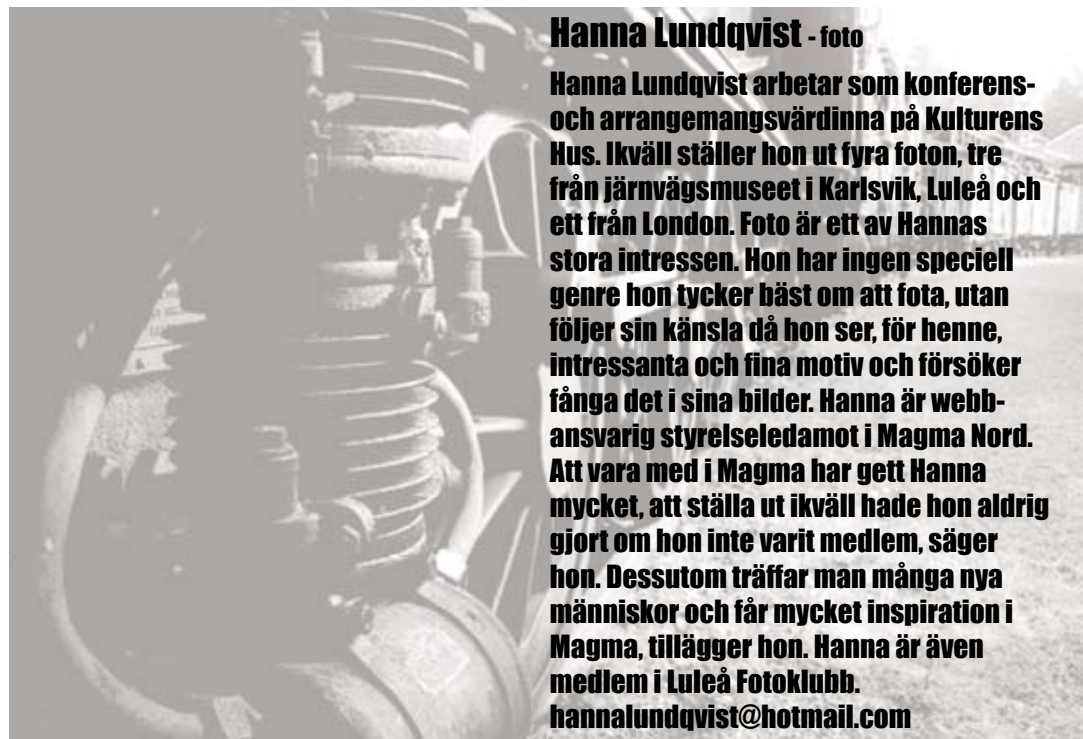 Hanna Lundqvist - foto
Hanna Lundqvist arbetar som konferens-
och arrangemangsvärdinna på Kulturens
Hus. Ikväll ställer hon ut fyra foton, tre
från järnvägsmuseet i Karlsvik, Luleå och
ett från London. Foto är ett av Hannas
stora intressen. Hon har ingen speciell
genre hon tycker bäst om att fota, utan
följer sin känsla då hon ser, för henne,
intressanta och fina motiv och försöker
fånga det i sina bilder. Hanna är webb-
ansvarig styrelseledamot i Magma Nord.
Att vara med i Magma har gett Hanna
mycket, att ställa ut ikväll hade hon aldrig
gjort om hon inte varit medlem, säger
hon. Dessutom träffar man många nya
människor och får mycket inspiration i
Magma, tillägger hon. Hanna är även
medlem i Luleå Fotoklubb.
hannalundqvist@hotmail.com